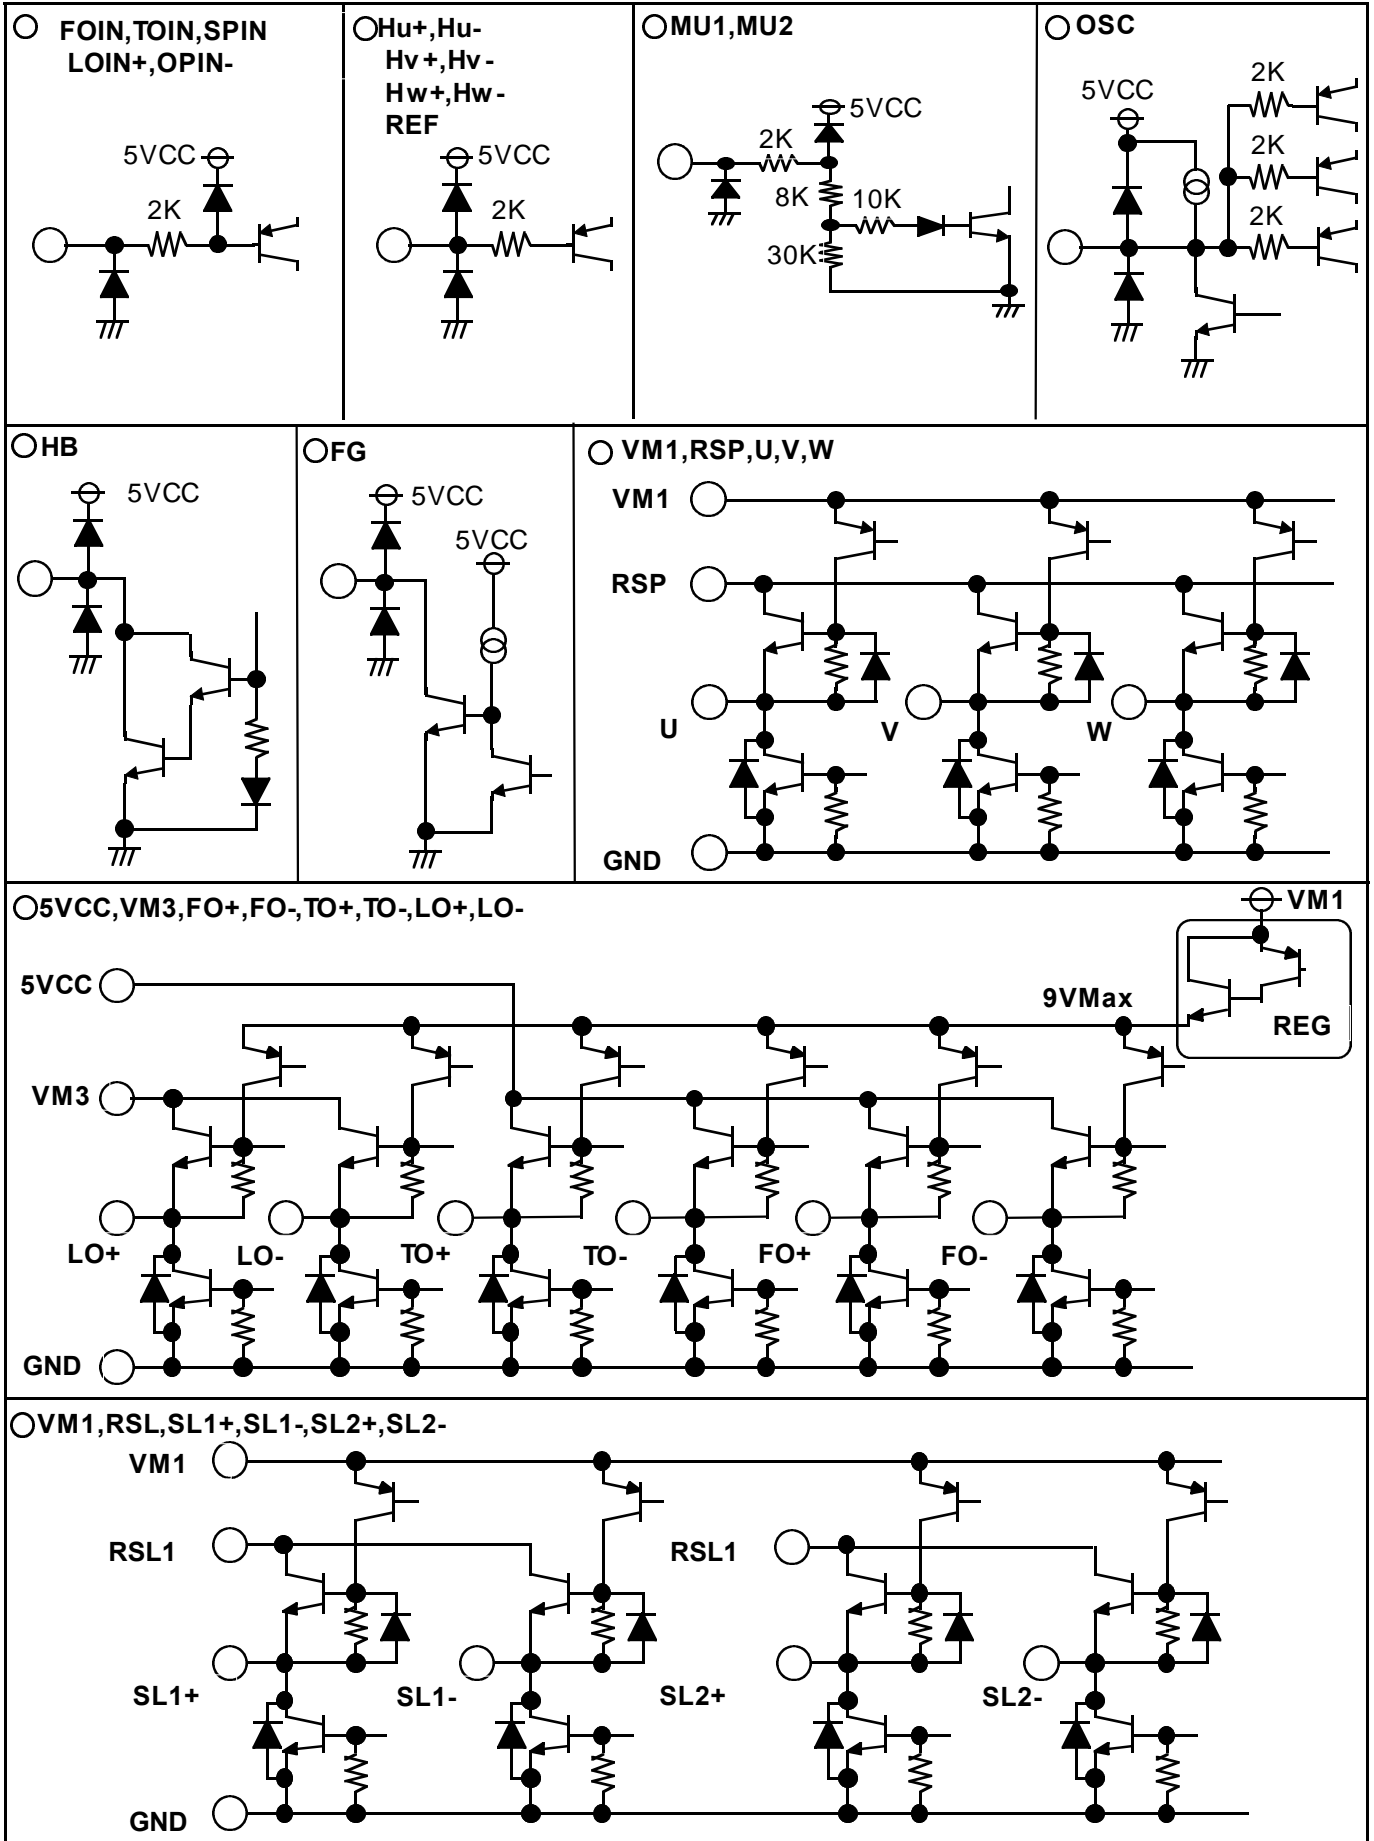 FOIN,TOIN,SPIN
LOIN+,OPIN-
5VCC
2K
Hu+,Hu-
Hv+,Hv-
Hw+,Hw-
REF
5VCC
2K
MU1,MU2
5VCC
2K
8K
10K
30K
OSC
5VCC
2K
2K
2K
HB
5VCC
FG
5VCC
5VCC
VM1,RSP,U,V,W
VM1
RSP
U
V
W
GND
5VCC,VM3,FO+,FO-,TO+,TO-,LO+,LO-
VM1
5VCC
9VMax
REG
VM3
LO+
LO-
TO+
TO-
FO+
FO-
GND
VM1,RSL,SL1+,SL1-,SL2+,SL2-
VM1
RSL1
RSL1
SL1+
SL1-
SL2+
SL2-
GND